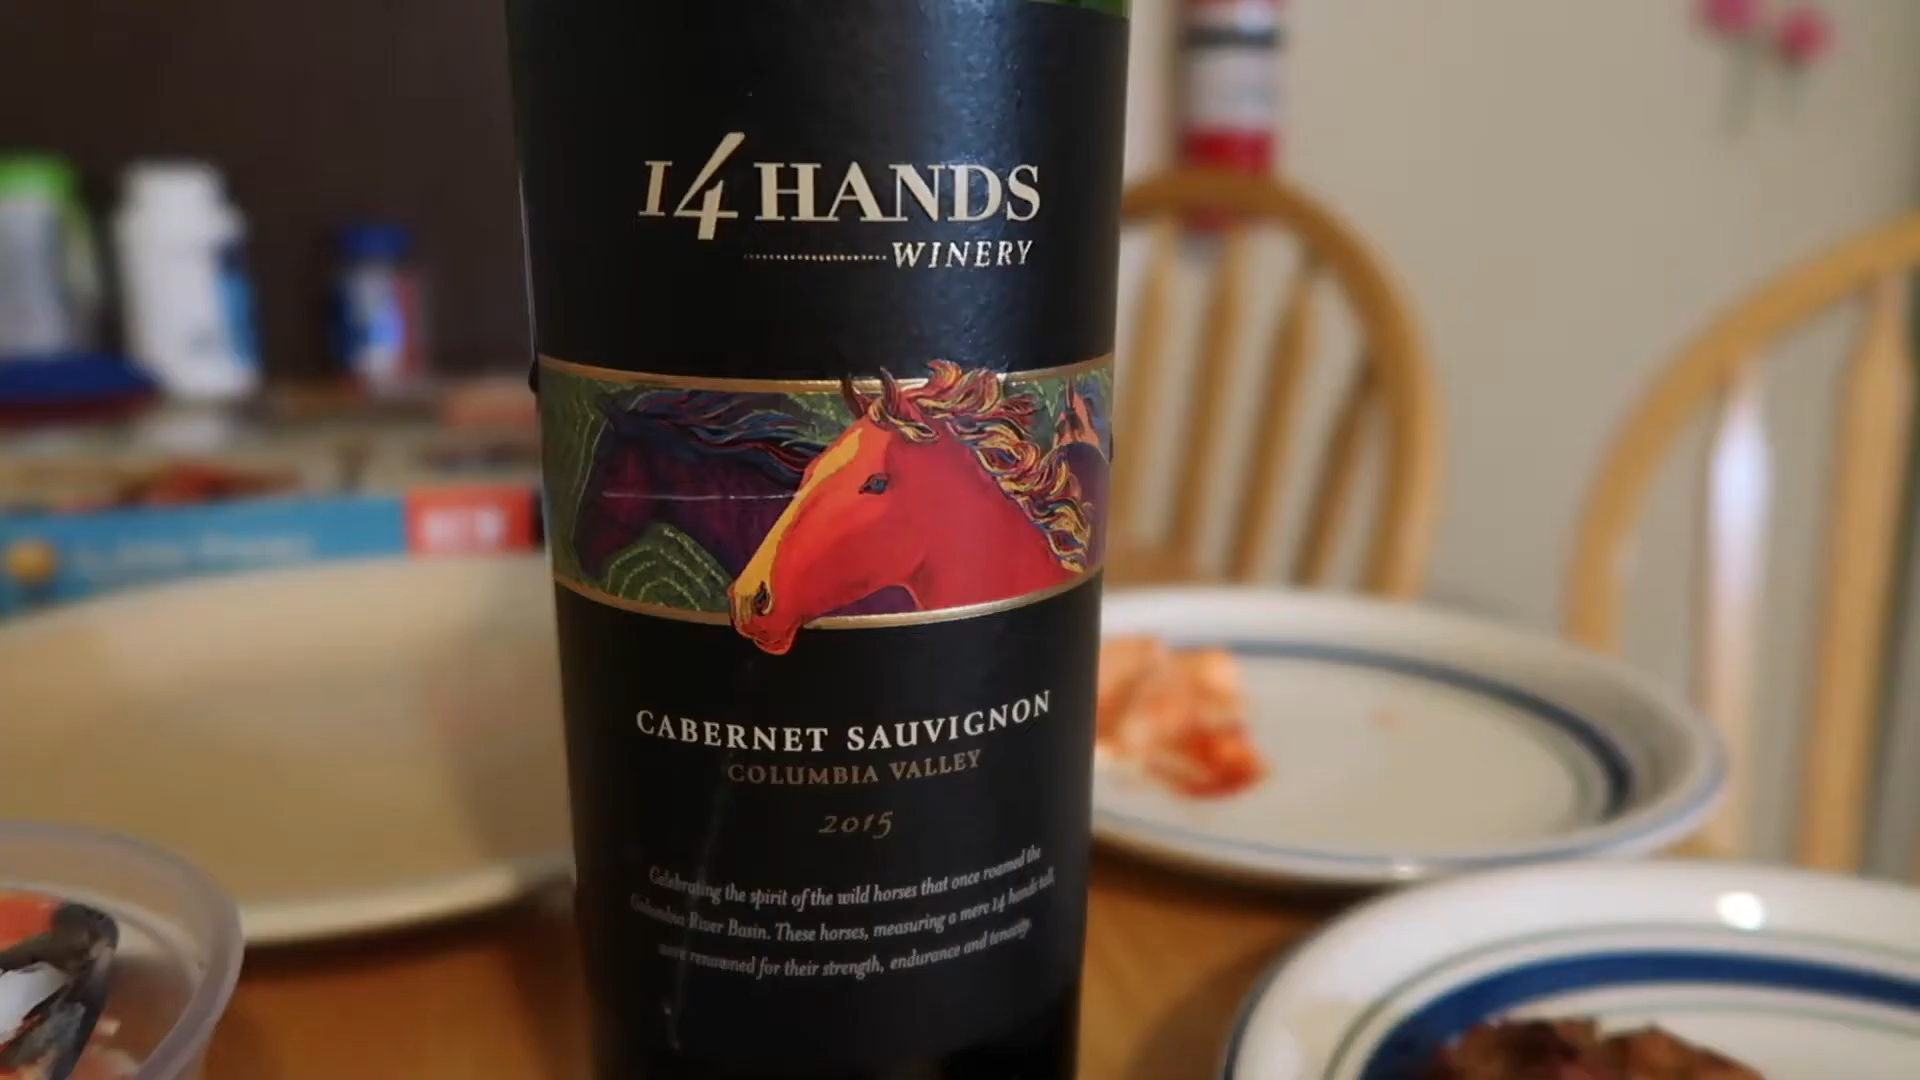 14 HANDS
WINERY
CABERNET SAUVIGNON
COLUMBIA VALLEY
2015
Celebrating the spirit of the wild horses that once roamed the
Columbia River Basin. These horses, measuring a mere 14 hands tall,
were renowned for their strength, endurance and tenacity.
NEW